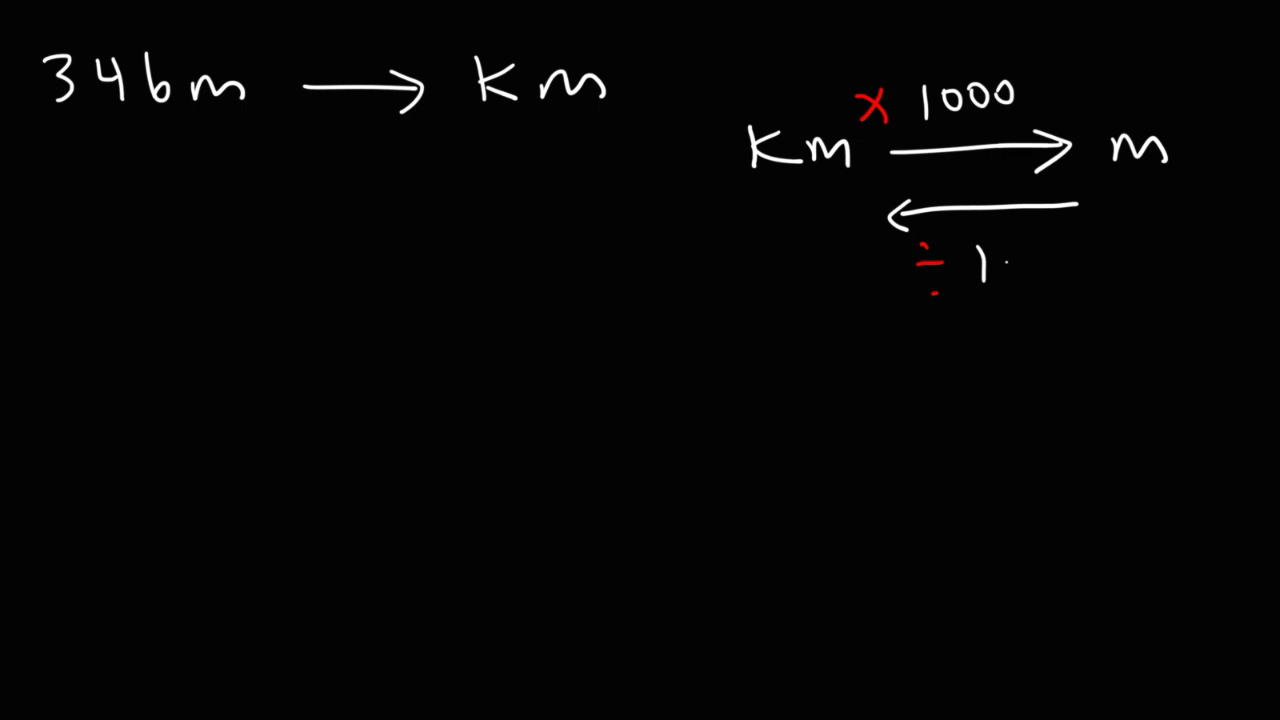 346m → Km
x 1000
Km → m
←
÷ 1